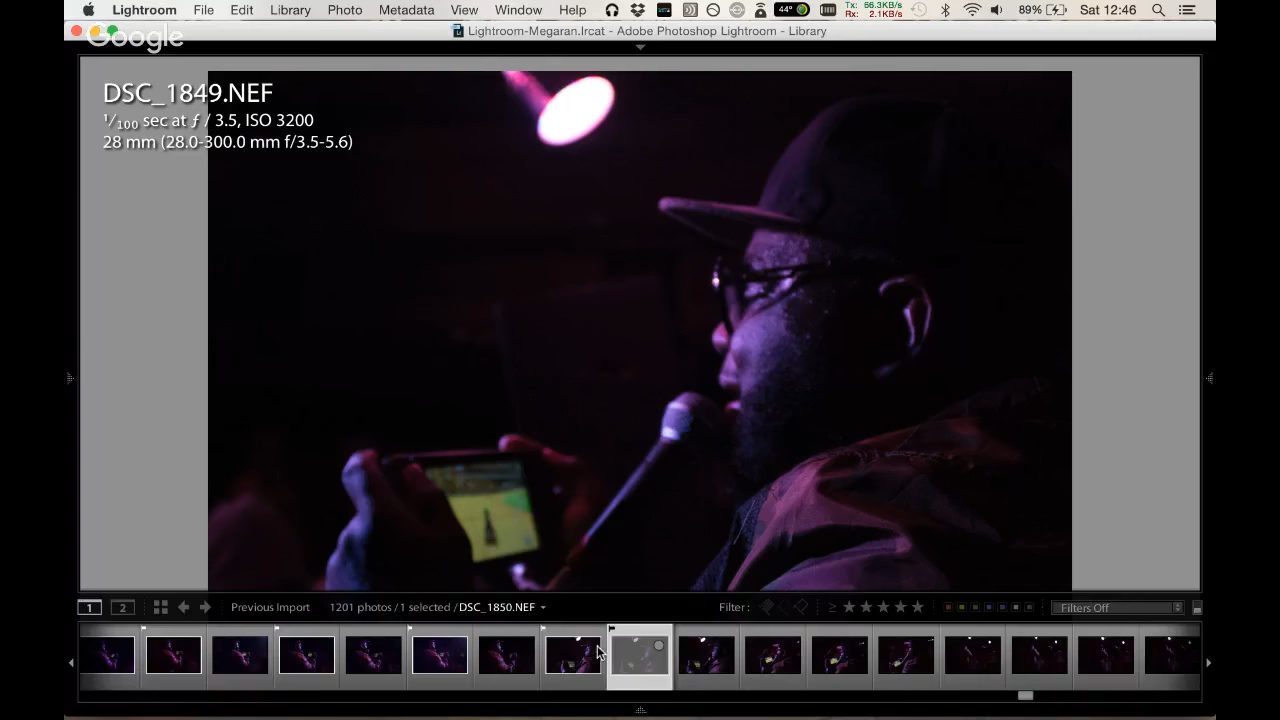 Lightroom File Edit Library Photo Metadata View Window Help 44° Tx: 66.3KB/s Rx: 2.1KB/s 89% Sat 12:46
Google
Lightroom-Megaran.lrcat - Adobe Photoshop Lightroom - Library
DSC_1849.NEF
1/100 sec at ƒ / 3.5, ISO 3200
28 mm (28.0-300.0 mm f/3.5-5.6)
1 2 Previous Import 1201 photos / 1 selected / DSC_1850.NEF Filter: ≥ ★★★★★ Filters Off